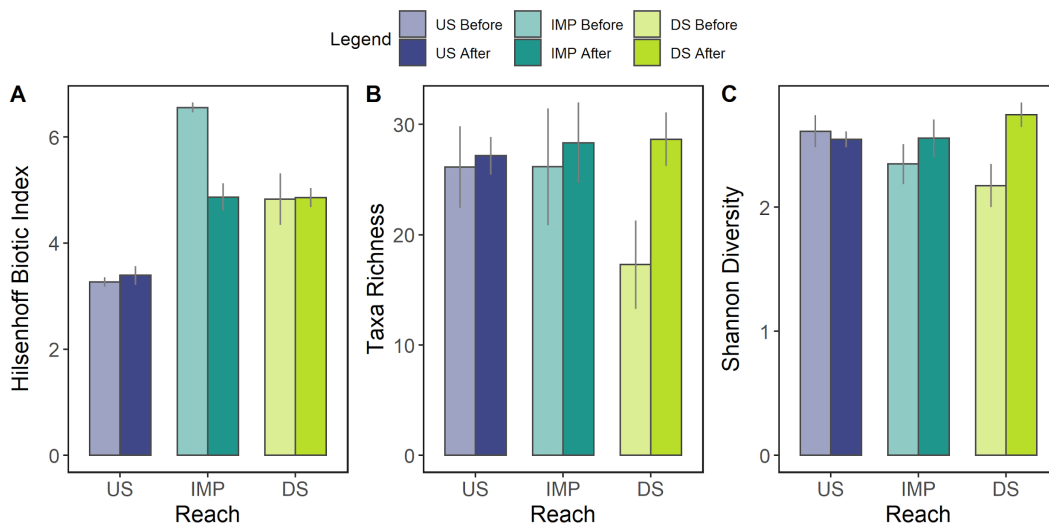 Legend
US Before
IMP Before
DS Before
US After
IMP After
DS After
A
B
C
Hilsenhoff Biotic Index
6
4
2
0
US IMP DS
Reach
Taxa Richness
30
20
10
0
US IMP DS
Reach
Shannon Diversity
2
1
0
US IMP DS
Reach